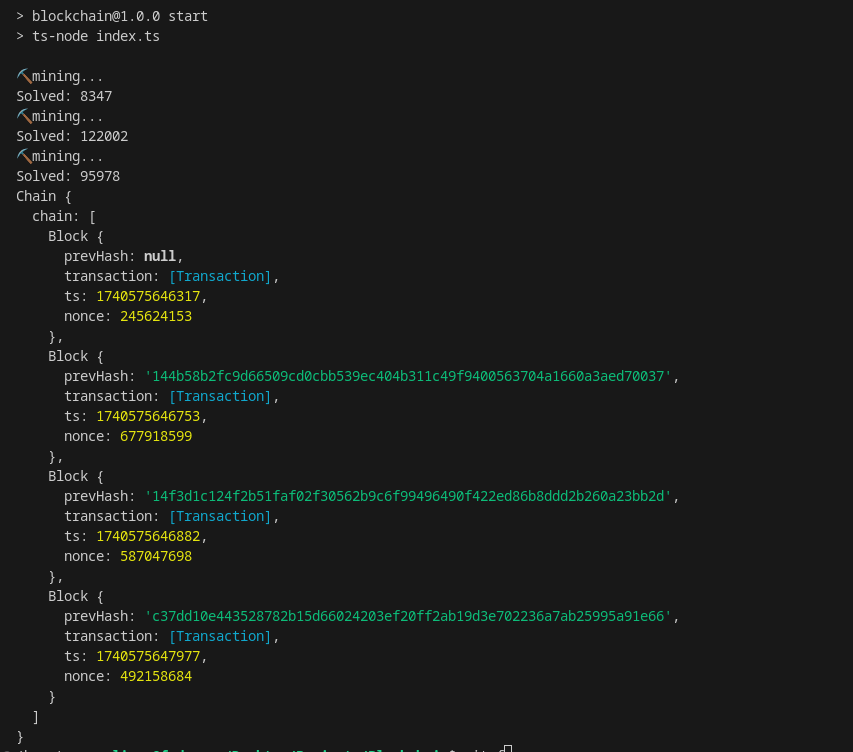 > blockchain@1.0.0 start
> ts-node index.ts
⛏️mining...
Solved: 8347
⛏️mining...
Solved: 122002
⛏️mining...
Solved: 95978
Chain {
  chain: [
    Block {
      prevHash: null,
      transaction: [Transaction],
      ts: 1740575646317,
      nonce: 245624153
    },
    Block {
      prevHash: '144b58b2fc9d66509cd0cbb539ec404b311c49f9400563704a1660a3aed70037',
      transaction: [Transaction],
      ts: 1740575646753,
      nonce: 677918599
    },
    Block {
      prevHash: '14f3d1c124f2b51faf02f30562b9c6f99496490f422ed86b8ddd2b260a23bb2d',
      transaction: [Transaction],
      ts: 1740575646882,
      nonce: 587047698
    },
    Block {
      prevHash: 'c37dd10e443528782b15d66024203ef20ff2ab19d3e702236a7ab25995a91e66',
      transaction: [Transaction],
      ts: 1740575647977,
      nonce: 492158684
    }
  ]
}